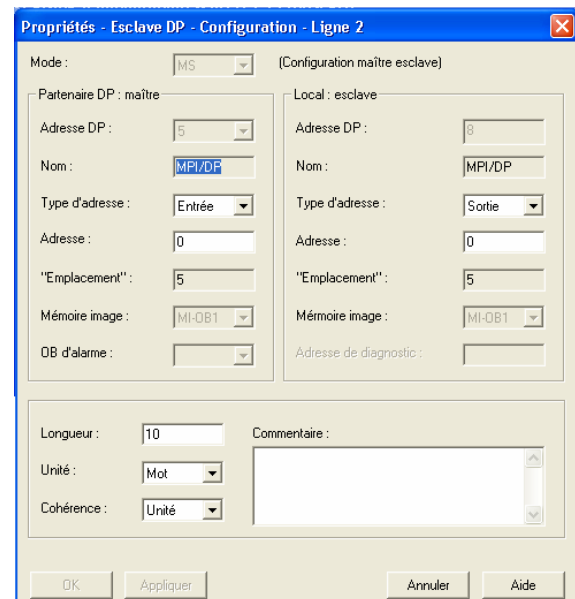 Propriétés - Esclave DP - Configuration - Ligne 2
Mode : MS (Configuration maître esclave)
Partenaire DP : maître Local : esclave
Adresse DP : 5 Adresse DP : 8
Nom : MPI/DP Nom : MPI/DP
Type d'adresse : Entrée Type d'adresse : Sortie
Adresse : 0 Adresse : 0
"Emplacement" : 5 "Emplacement" : 5
Mémoire image : MI-OB1 Mérmoire image : MI-OB1
OB d'alarme : Adresse de diagnostic :
Longueur : 10 Commentaire :
Unité : Mot
Cohérence : Unité
OK Appliquer Annuler Aide